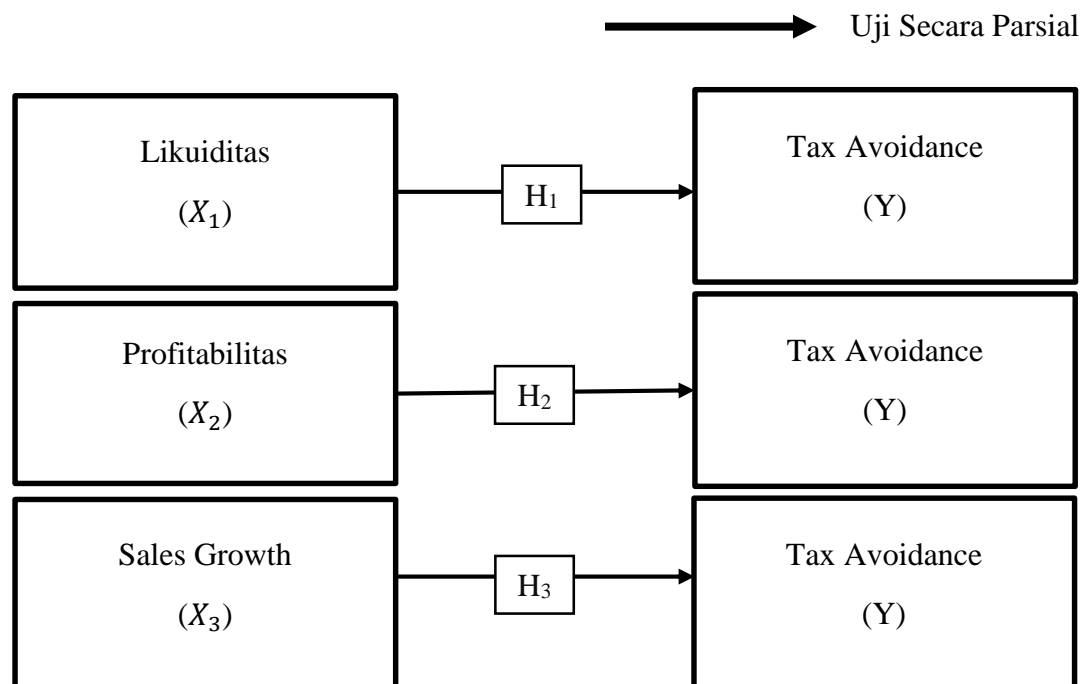 Uji Secara Parsial
Likuiditas
(𝑋₁)
H₁
Tax Avoidance
(Y)
Profitabilitas
(𝑋₂)
H₂
Tax Avoidance
(Y)
Sales Growth
(𝑋₃)
H₃
Tax Avoidance
(Y)